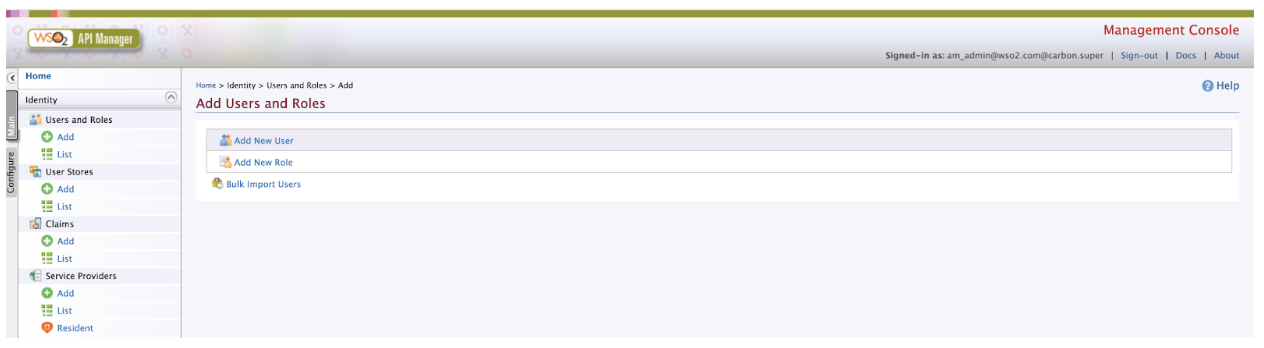 WSO2 API Manager
Management Console
Signed-in as: am_admin@wso2.com@carbon.super | Sign-out | Docs | About
Main
Configure
Home
Identity
Users and Roles
Add
List
User Stores
Add
List
Claims
Add
List
Service Providers
Add
List
Resident
Home > Identity > Users and Roles > Add
Help
Add Users and Roles
Add New User
Add New Role
Bulk Import Users